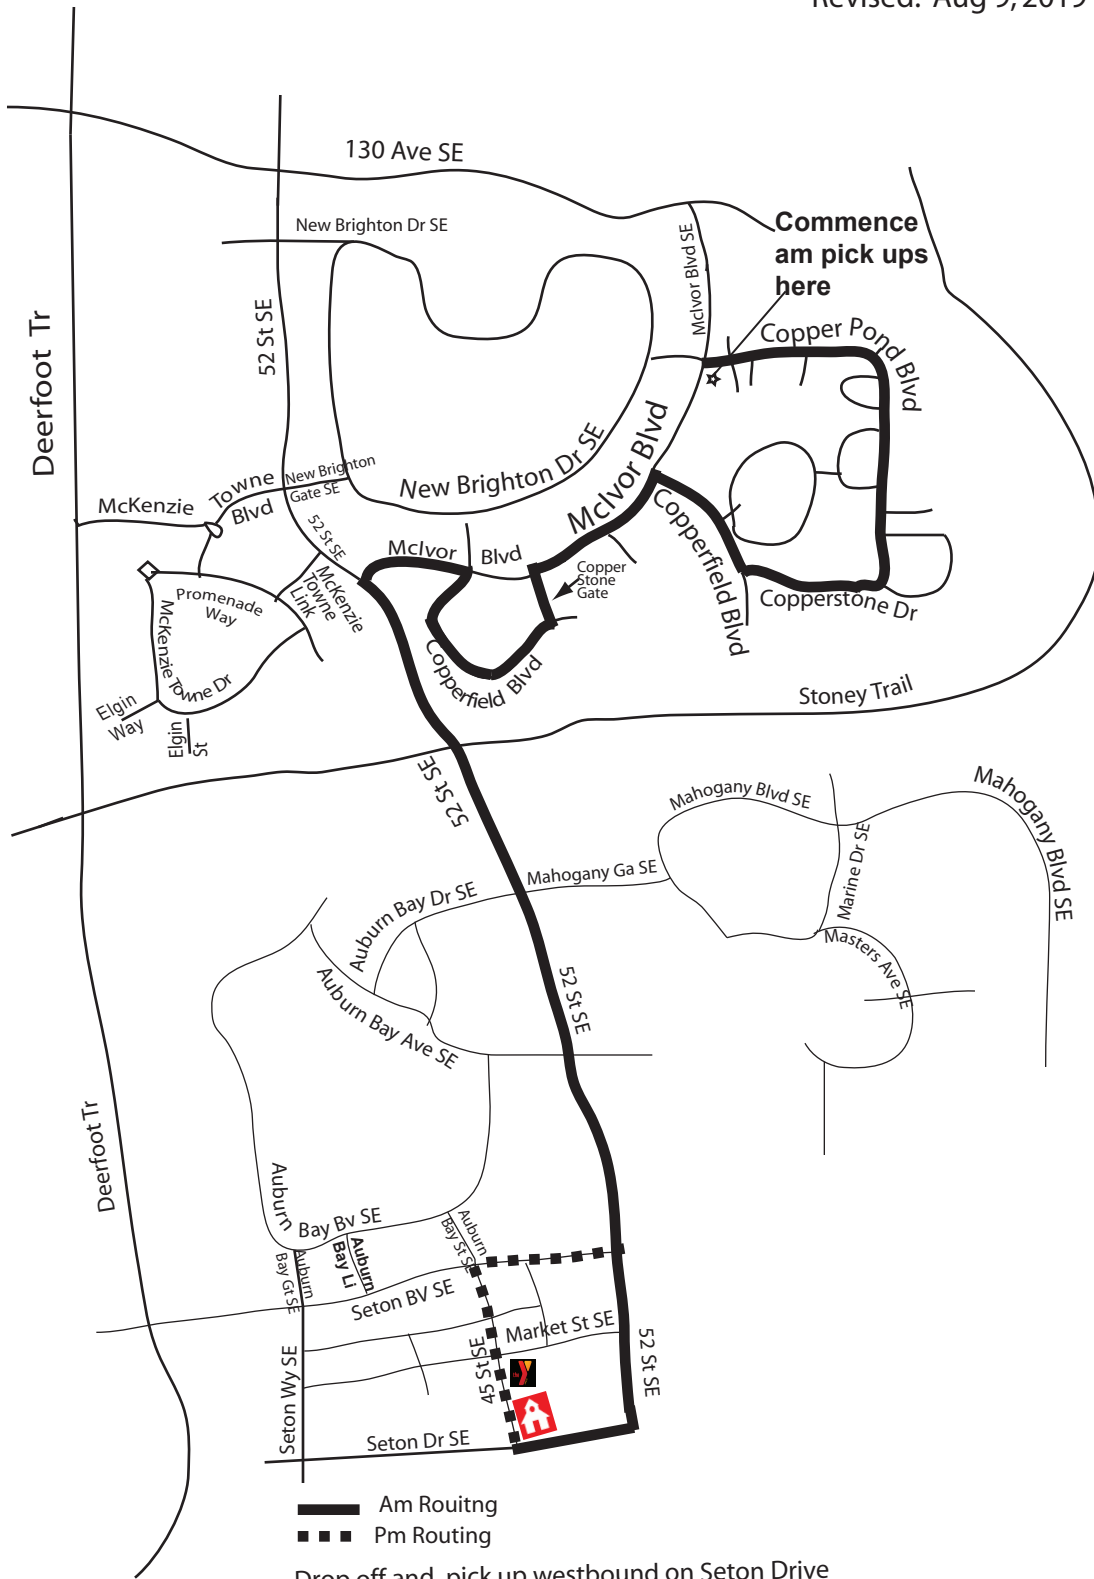 Revised: Aug 9, 2019
130 Ave SE
New Brighton Dr SE
Commence
am pick ups
here
McIvor Blvd SE
Deerfoot Tr
52 St SE
Copper Pond Blvd
New Brighton Dr SE
McIvor Blvd
McKenzie Towne Blvd
New Brighton
Gate SE
52 St SE
McIvor Blvd
Copper
Stone
Gate
Copperfield Blvd
Copperstone Dr
McKenzie
Towne
Link
Promenade
Way
McKenzie Towne Dr
Copperfield Blvd
Elgin
Way
Elgin
St
Stoney Trail
52 St SE
Mahogany Blvd SE
Mahogany Blvd SE
Marine Dr SE
Mahogany Ga SE
Auburn Bay Dr SE
Masters Ave SE
Auburn Bay Ave SE
52 St SE
Deerfoot Tr
Auburn Bay Bv SE
Auburn
Bay St SE
Auburn
Bay Gt SE
Auburn
Bay Li
Seton BV SE
Market St SE
45 St SE
52 St SE
Seton Wy SE
Seton Dr SE
Am Rouitng
Pm Routing
Drop off and pick up westbound on Seton Drive